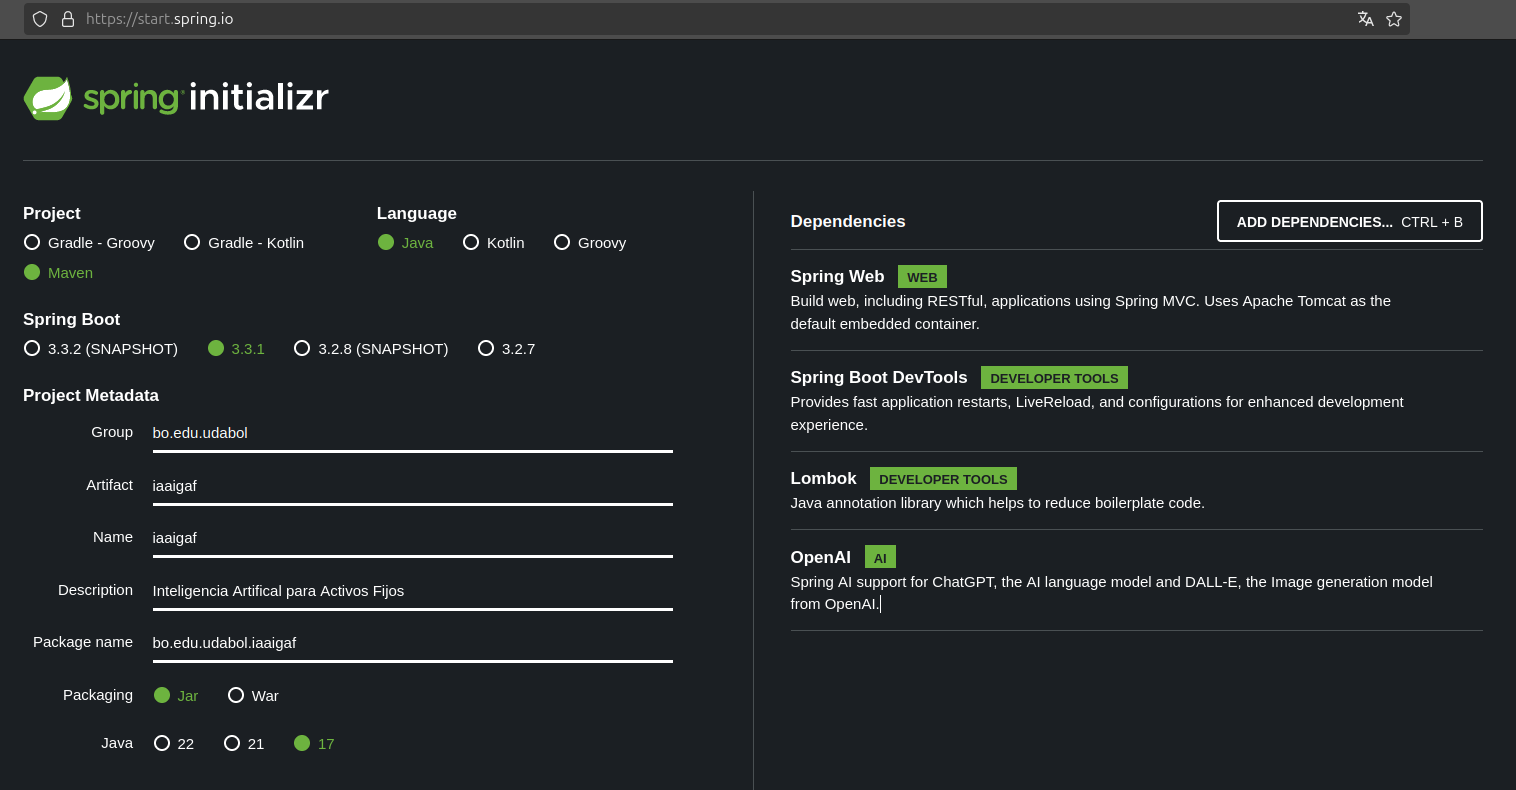 https://start.spring.io
spring initializr
Project
Gradle - Groovy Gradle - Kotlin
Maven
Language
Java Kotlin Groovy
Spring Boot
3.3.2 (SNAPSHOT) 3.3.1 3.2.8 (SNAPSHOT) 3.2.7
Project Metadata
Group bo.edu.udabol
Artifact iaaigaf
Name iaaigaf
Description Inteligencia Artifical para Activos Fijos
Package name bo.edu.udabol.iaaigaf
Packaging Jar War
Java 22 21 17
Dependencies ADD DEPENDENCIES... CTRL + B
Spring Web WEB
Build web, including RESTful, applications using Spring MVC. Uses Apache Tomcat as the
default embedded container.
Spring Boot DevTools DEVELOPER TOOLS
Provides fast application restarts, LiveReload, and configurations for enhanced development
experience.
Lombok DEVELOPER TOOLS
Java annotation library which helps to reduce boilerplate code.
OpenAI AI
Spring AI support for ChatGPT, the AI language model and DALL-E, the Image generation model
from OpenAI.